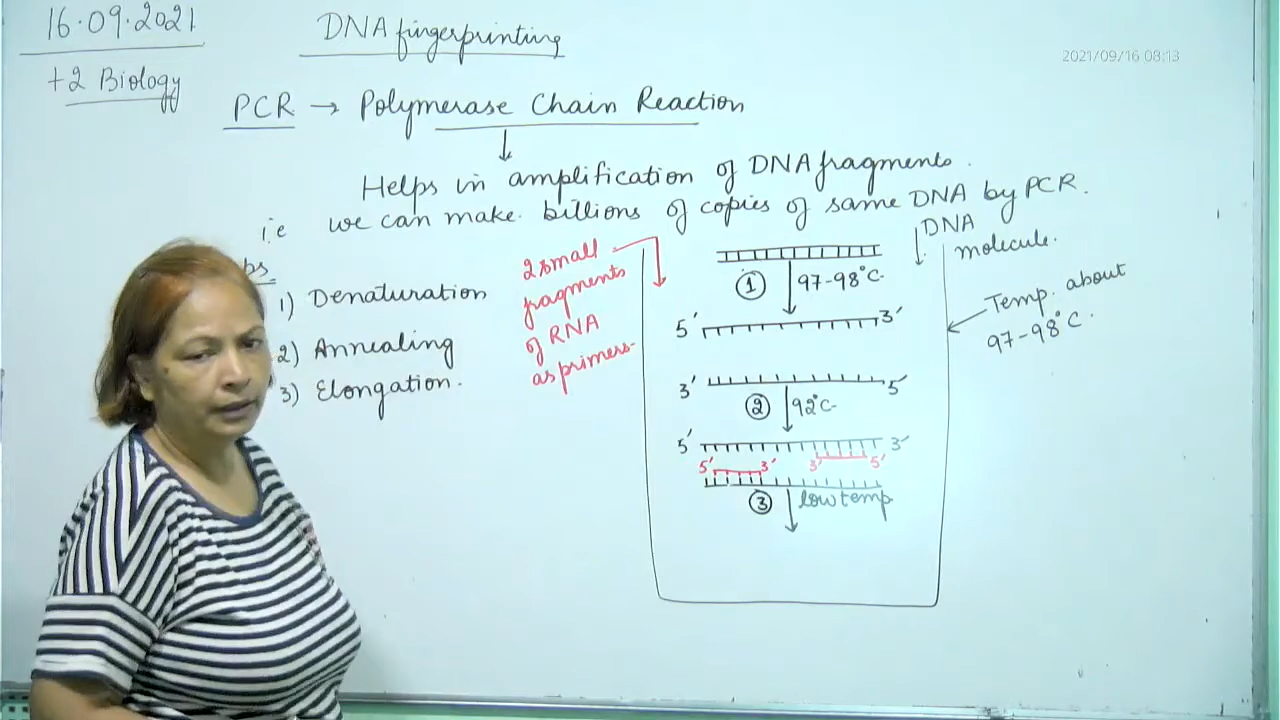 16.09.2021
+2 Biology
DNA fingerprinting
2021/09/16 08:13
PCR → Polymerase Chain Reaction
↓
Helps in amplification of DNA fragments.
i.e we can make billions of copies of same DNA by PCR.
1) Denaturation
2) Annealing
3) Elongation.
2 small
fragments
of RNA
as primers
DNA
molecule.
① 97-98°C
5' 3'
Temp. about
97-98°C.
3' 5'
② 92°C
5' 3'
5' 3' 3' 5'
③ low temp